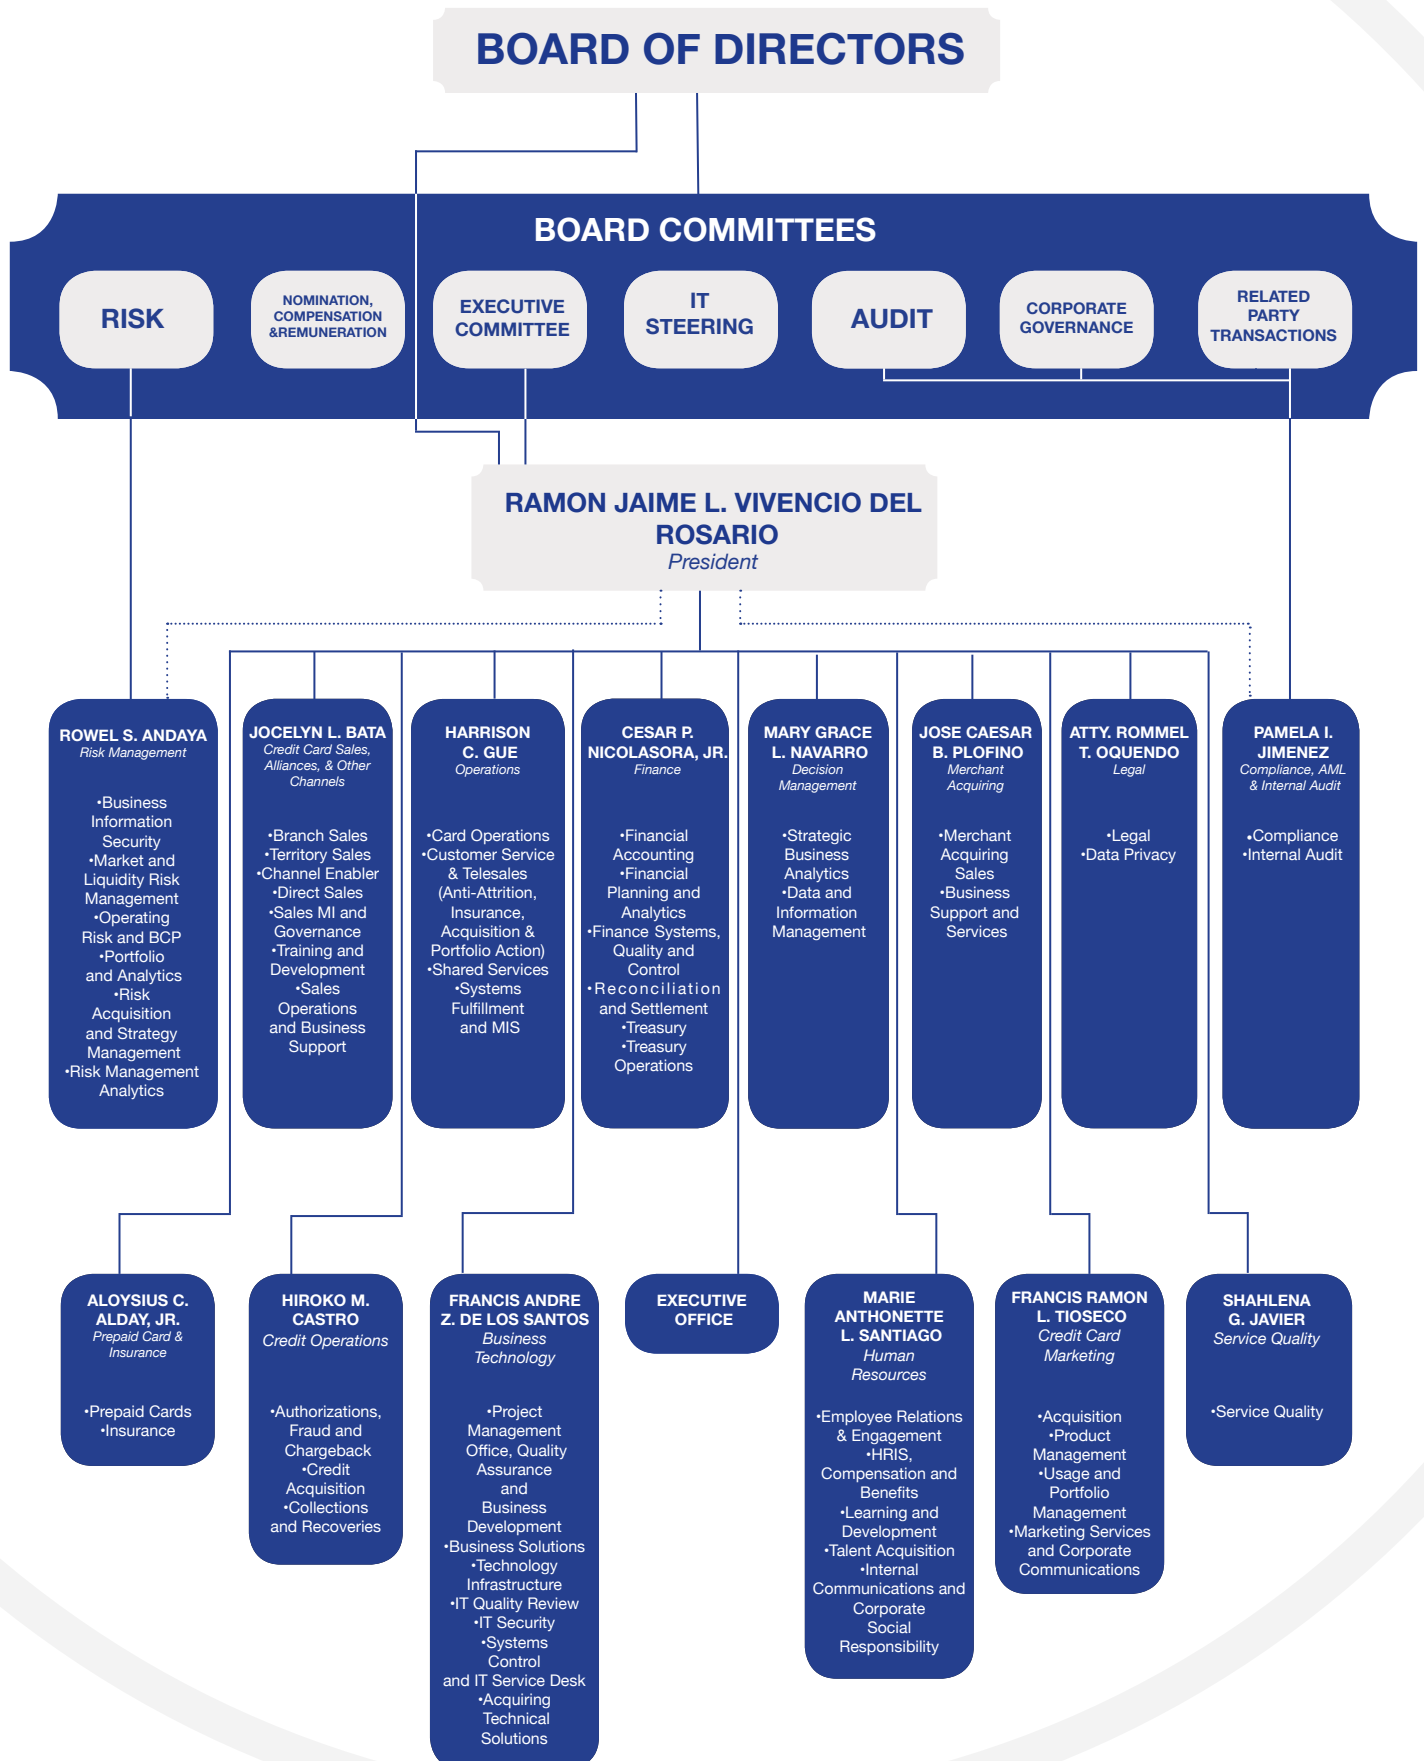 BOARD OF DIRECTORS
BOARD COMMITTEES
RISK
NOMINATION,
COMPENSATION
&REMUNERATION
EXECUTIVE
COMMITTEE
IT
STEERING
AUDIT
CORPORATE
GOVERNANCE
RELATED
PARTY
TRANSACTIONS
RAMON JAIME L. VIVENCIO DEL
ROSARIO
President
ROWEL S. ANDAYA
Risk Management
•Business
Information
Security
•Market and
Liquidity Risk
Management
•Operating
Risk and BCP
•Portfolio
and Analytics
•Risk
Acquisition
and Strategy
Management
•Risk Management
Analytics
JOCELYN L. BATA
Credit Card Sales,
Alliances, & Other
Channels
•Branch Sales
•Territory Sales
•Channel Enabler
•Direct Sales
•Sales MI and
Governance
•Training and
Development
•Sales
Operations
and Business
Support
HARRISON
C. GUE
Operations
•Card Operations
•Customer Service
& Telesales
(Anti-Attrition,
Insurance,
Acquisition &
Portfolio Action)
•Shared Services
•Systems
Fulfillment
and MIS
CESAR P.
NICOLASORA, JR.
Finance
•Financial
Accounting
•Financial
Planning and
Analytics
•Finance Systems,
Quality and
Control
•Reconciliation
and Settlement
•Treasury
•Treasury
Operations
MARY GRACE
L. NAVARRO
Decision
Management
•Strategic
Business
Analytics
•Data and
Information
Management
JOSE CAESAR
B. PLOFINO
Merchant
Acquiring
•Merchant
Acquiring
Sales
•Business
Support and
Services
ATTY. ROMMEL
T. OQUENDO
Legal
•Legal
•Data Privacy
PAMELA I.
JIMENEZ
Compliance, AML
& Internal Audit
•Compliance
•Internal Audit
ALOYSIUS C.
ALDAY, JR.
Prepaid Card &
Insurance
•Prepaid Cards
•Insurance
HIROKO M.
CASTRO
Credit Operations
•Authorizations,
Fraud and
Chargeback
•Credit
Acquisition
•Collections
and Recoveries
FRANCIS ANDRE
Z. DE LOS SANTOS
Business
Technology
•Project
Management
Office, Quality
Assurance
and
Business
Development
•Business Solutions
•Technology
Infrastructure
•IT Quality Review
•IT Security
•Systems
Control
and IT Service Desk
•Acquiring
Technical
Solutions
EXECUTIVE
OFFICE
MARIE
ANTHONETTE
L. SANTIAGO
Human
Resources
•Employee Relations
& Engagement
•HRIS,
Compensation and
Benefits
•Learning and
Development
•Talent Acquisition
•Internal
Communications and
Corporate
Social
Responsibility
FRANCIS RAMON
L. TIOSECO
Credit Card
Marketing
•Acquisition
•Product
Management
•Usage and
Portfolio
Management
•Marketing Services
and Corporate
Communications
SHAHLENA
G. JAVIER
Service Quality
•Service Quality